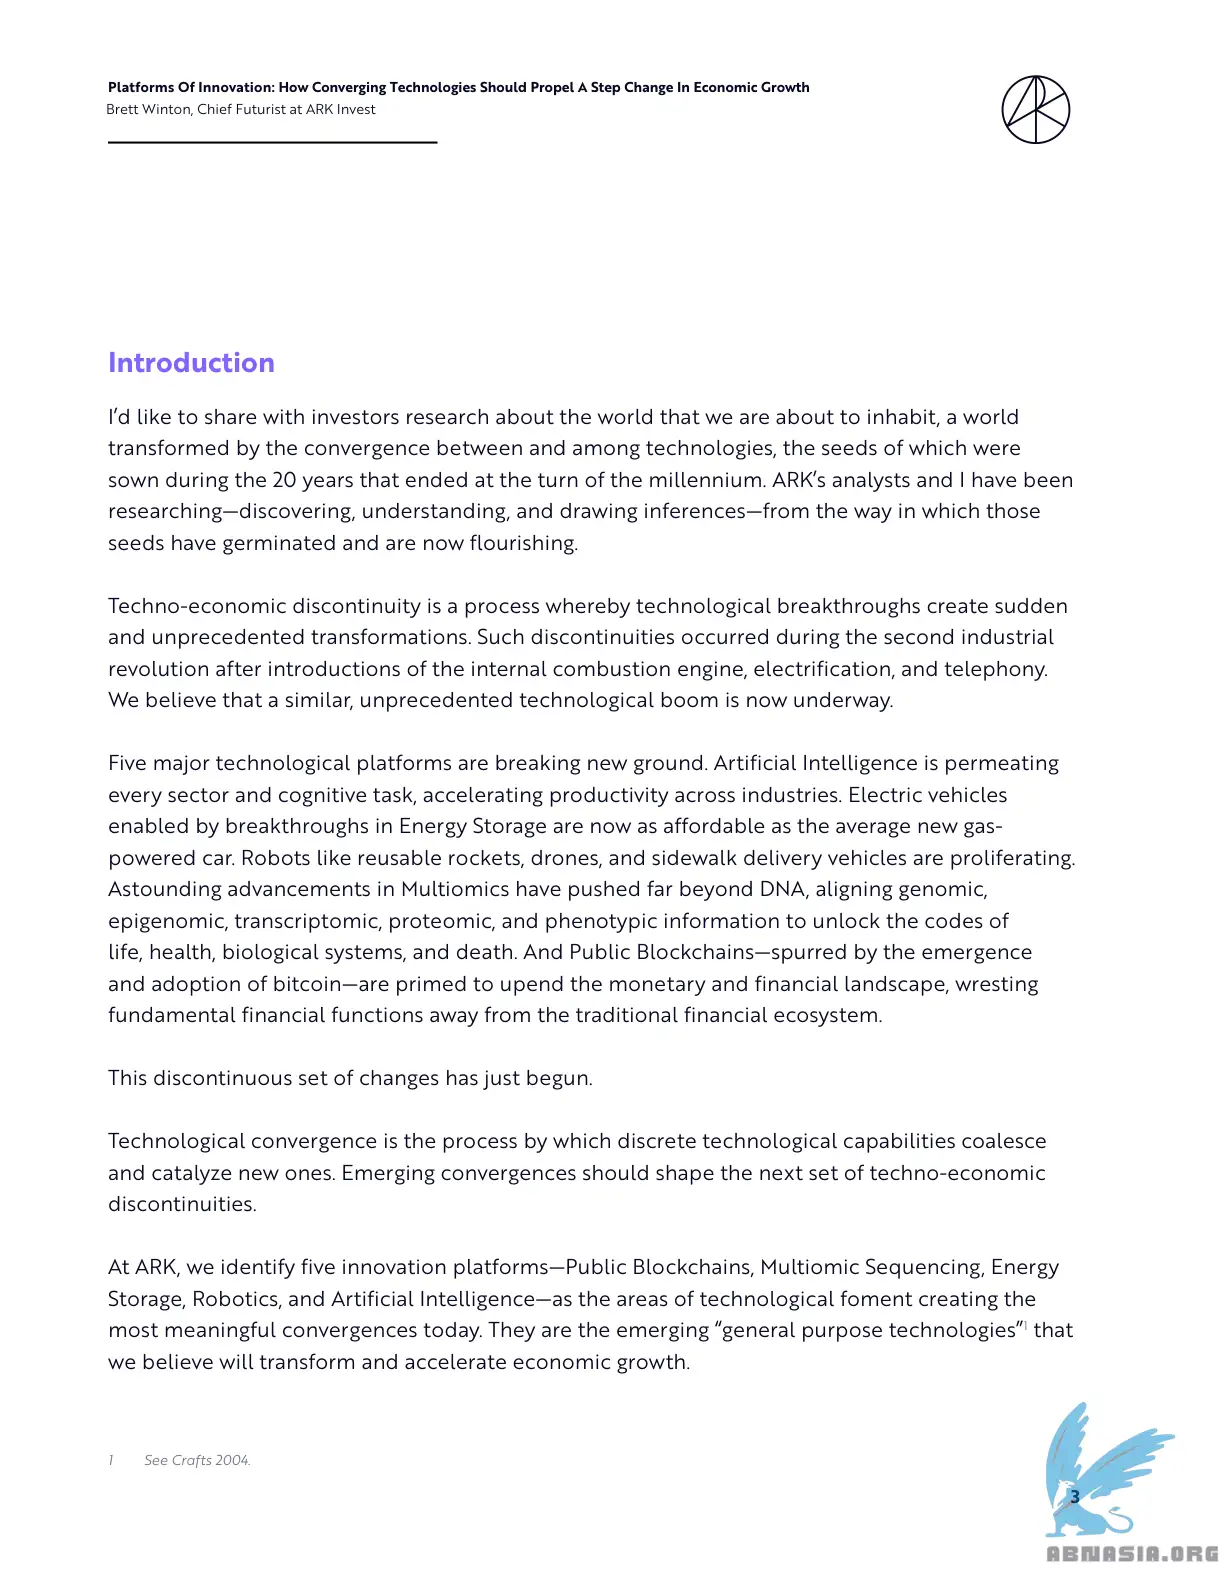 Platforms Of Innovation: How Converging Technologies Should Propel A Step Change In Economic Growth
Brett Winton, Chief Futurist at ARK Invest
Introduction
I’d like to share with investors research about the world that we are about to inhabit, a world
transformed by the convergence between and among technologies, the seeds of which were
sown during the 20 years that ended at the turn of the millennium. ARK’s analysts and I have been
researching—discovering, understanding, and drawing inferences—from the way in which those
seeds have germinated and are now flourishing.
Techno-economic discontinuity is a process whereby technological breakthroughs create sudden
and unprecedented transformations. Such discontinuities occurred during the second industrial
revolution after introductions of the internal combustion engine, electrification, and telephony.
We believe that a similar, unprecedented technological boom is now underway.
Five major technological platforms are breaking new ground. Artificial Intelligence is permeating
every sector and cognitive task, accelerating productivity across industries. Electric vehicles
enabled by breakthroughs in Energy Storage are now as affordable as the average new gas-
powered car. Robots like reusable rockets, drones, and sidewalk delivery vehicles are proliferating.
Astounding advancements in Multiomics have pushed far beyond DNA, aligning genomic,
epigenomic, transcriptomic, proteomic, and phenotypic information to unlock the codes of
life, health, biological systems, and death. And Public Blockchains—spurred by the emergence
and adoption of bitcoin—are primed to upend the monetary and financial landscape, wresting
fundamental financial functions away from the traditional financial ecosystem.
This discontinuous set of changes has just begun.
Technological convergence is the process by which discrete technological capabilities coalesce
and catalyze new ones. Emerging convergences should shape the next set of techno-economic
discontinuities.
At ARK, we identify five innovation platforms—Public Blockchains, Multiomic Sequencing, Energy
Storage, Robotics, and Artificial Intelligence—as the areas of technological foment creating the
most meaningful convergences today. They are the emerging “general purpose technologies”1 that
we believe will transform and accelerate economic growth.
1 See Crafts 2004.
3
ABNASIA.ORG